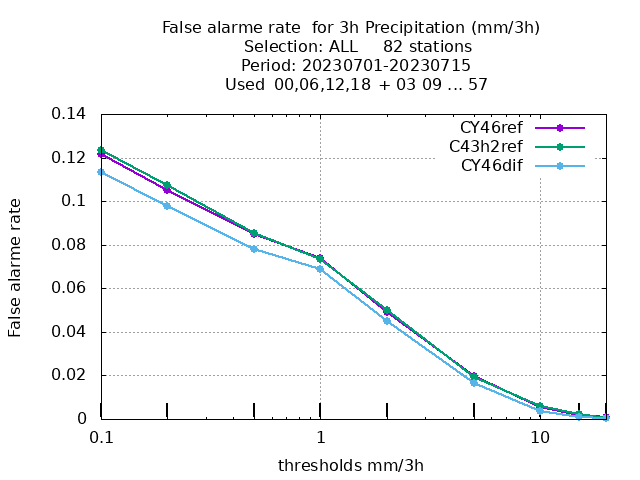 False alarme rate  for 3h Precipitation (mm/3h)
Selection: ALL     82 stations
Period: 20230701-20230715
Used  00,06,12,18  + 03 09 ... 57
CY46ref
C43h2ref
CY46dif
False alarme rate
0.14
0.12
0.1
0.08
0.06
0.04
0.02
0
0.1
1
10
thresholds mm/3h